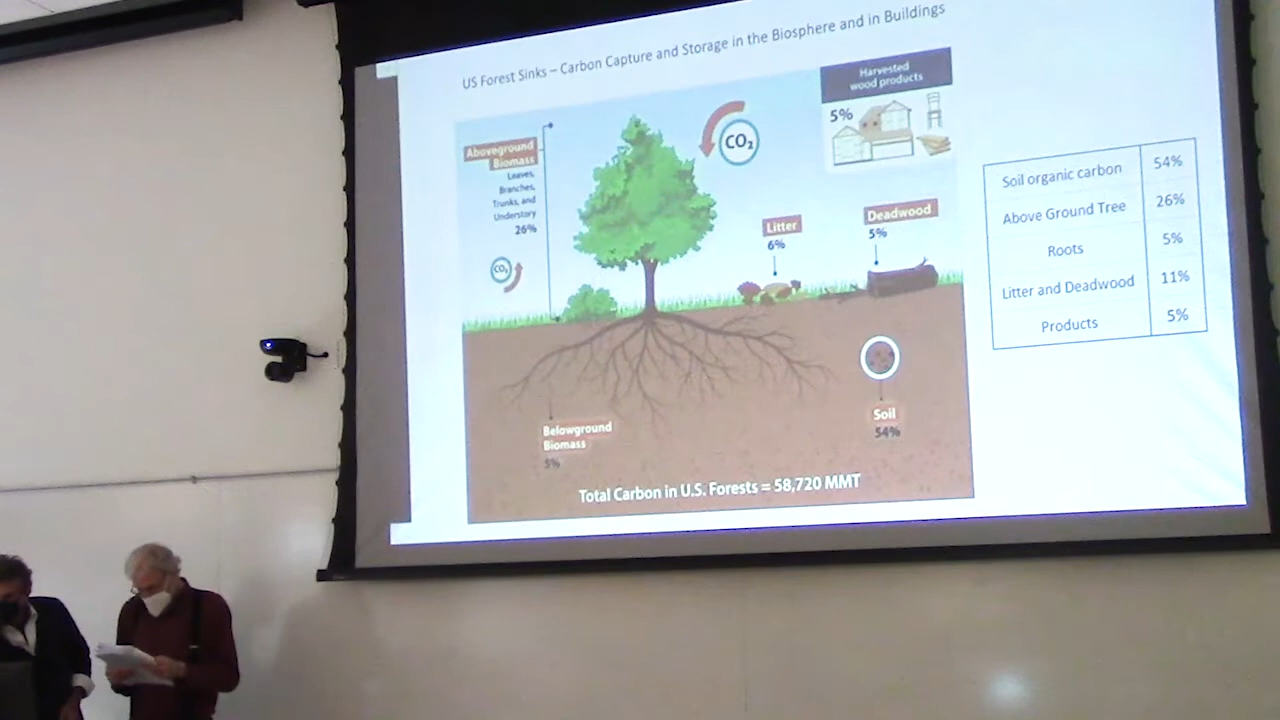 US Forest Sinks – Carbon Capture and Storage in the Biosphere and in Buildings
Harvested
wood products
5%
CO₂
Aboveground
Biomass
Leaves,
Branches,
Trunks, and
Understory
26%
CO₂
Litter
6%
Deadwood
5%
Belowground
Biomass
5%
Soil
54%
Total Carbon in U.S. Forests = 58,720 MMT
Soil organic carbon 54%
Above Ground Tree 26%
Roots 5%
Litter and Deadwood 11%
Products 5%